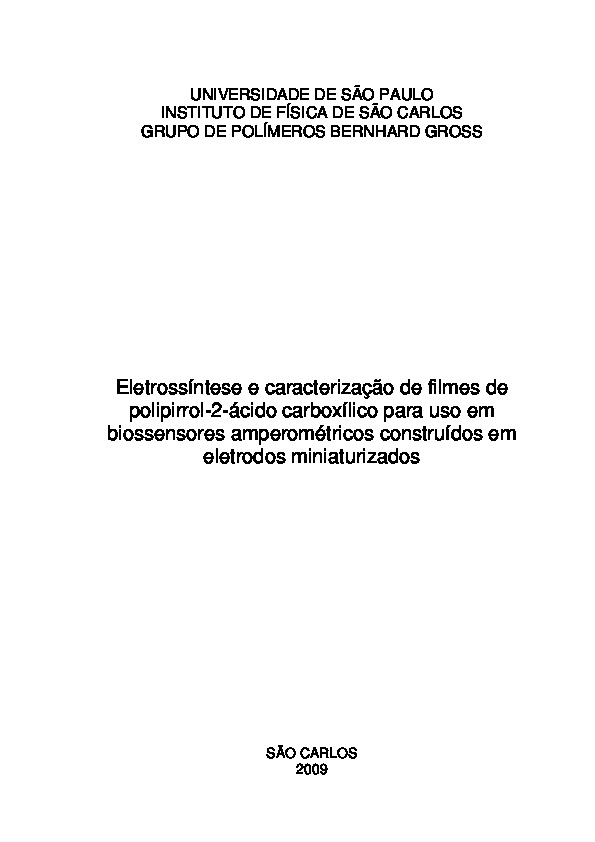 UNIVERSIDADE DE SÃO PAULO
INSTITUTO DE FÍSICA DE SÃO CARLOS
GRUPO DE POLÍMEROS BERNHARD GROSS
Eletrossíntese e caracterização de filmes de
polipirrol-2-ácido carboxílico para uso em
biossensores amperométricos construídos em
eletrodos miniaturizados
SÃO CARLOS
2009